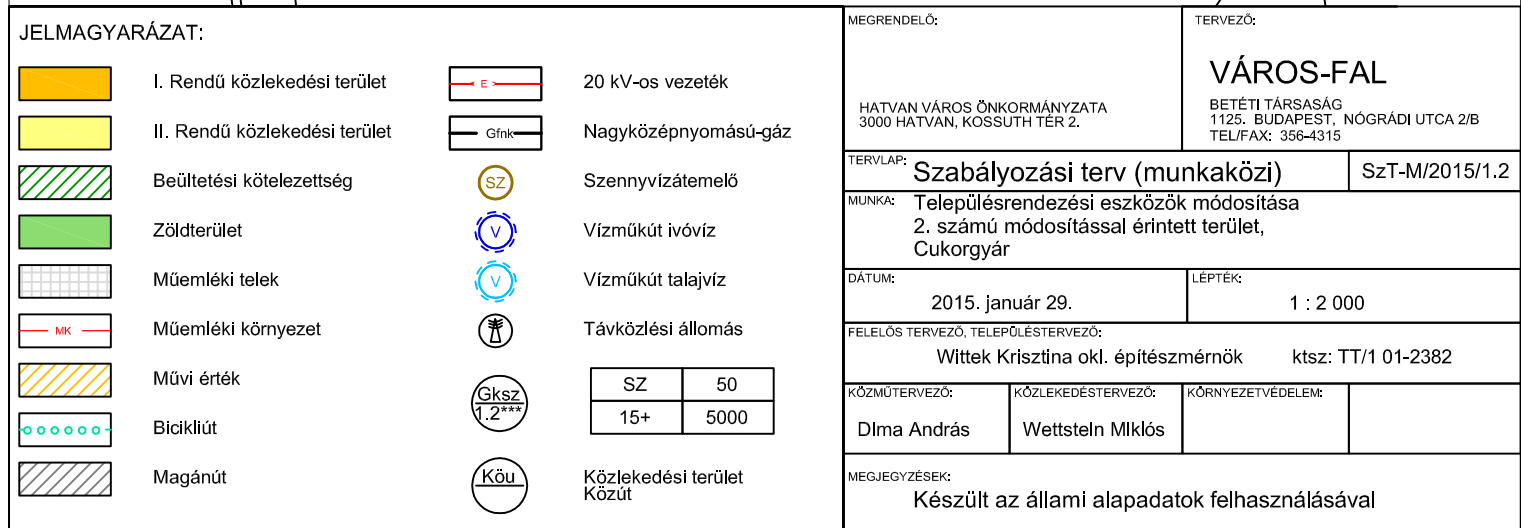 JELMAGYARÁZAT:
I. Rendű közlekedési terület
II. Rendű közlekedési terület
Beültetési kötelezettség
Zöldterület
Műemléki telek
MK
Műemléki környezet
Művi érték
Bicikliút
Magánút
E
20 kV-os vezeték
Gfnk
Nagyközépnyomású-gáz
SZ
Szennyvízátemelő
V
Vízműkút ivóvíz
V
Vízműkút talajvíz
Távközlési állomás
Gksz
1.2***
SZ 50
15+ 5000
Köu
Közlekedési terület
Közút
MEGRENDELŐ:
HATVAN VÁROS ÖNKORMÁNYZATA
3000 HATVAN, KOSSUTH TÉR 2.
TERVEZŐ:
VÁROS-FAL
BETÉTI TÁRSASÁG
1125. BUDAPEST, NÓGRÁDI UTCA 2/B
TEL/FAX: 356-4315
TERVLAP: Szabályozási terv (munkaközi)
SzT-M/2015/1.2
MUNKA: Településrendezési eszközök módosítása
2. számú módosítással érintett terület,
Cukorgyár
DÁTUM:
2015. január 29.
LÉPTÉK:
1 : 2 000
FELELŐS TERVEZŐ, TELEPÜLÉSTERVEZŐ:
Wittek Krisztina okl. építészmérnök ktsz: TT/1 01-2382
KÖZMŰTERVEZŐ:
DIma András
KÖZLEKEDÉSTERVEZŐ:
WettsteIn MIklós
KÖRNYEZETVÉDELEM:
MEGJEGYZÉSEK:
Készült az állami alapadatok felhasználásával